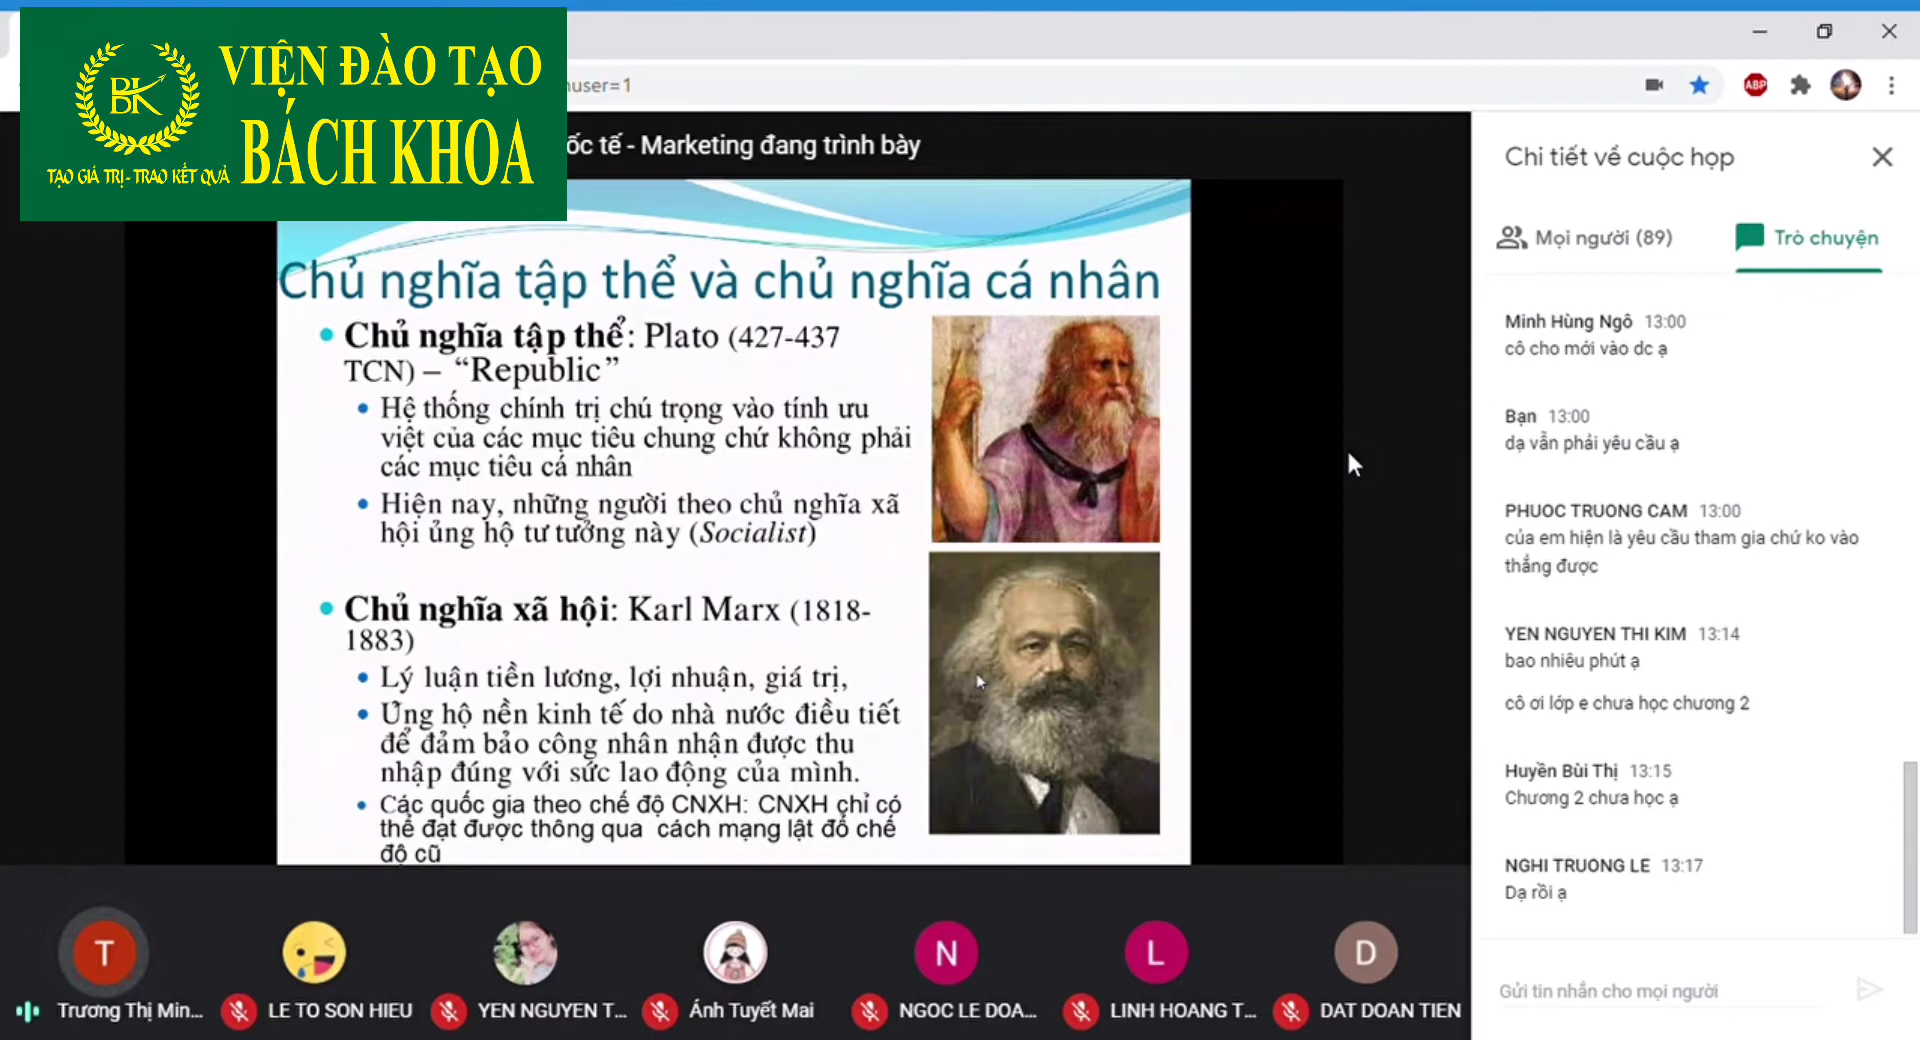 VIỆN ĐÀO TẠO
BÁCH KHOA
BK
TẠO GIÁ TRỊ - TRAO KẾT QUẢ
user=1
ABP
ốc tế - Marketing đang trình bày
Chủ nghĩa tập thể và chủ nghĩa cá nhân
Chủ nghĩa tập thể: Plato (427-437
TCN) – “Republic”
Hệ thống chính trị chú trọng vào tính ưu
việt của các mục tiêu chung chứ không phải
các mục tiêu cá nhân
Hiện nay, những người theo chủ nghĩa xã
hội ủng hộ tư tưởng này (Socialist)
Chủ nghĩa xã hội: Karl Marx (1818-
1883)
Lý luận tiền lương, lợi nhuận, giá trị,
Ủng hộ nền kinh tế do nhà nước điều tiết
để đảm bảo công nhân nhận được thu
nhập đúng với sức lao động của mình.
Các quốc gia theo chế độ CNXH: CNXH chỉ có
thể đạt được thông qua cách mạng lật đổ chế
độ cũ
Chi tiết về cuộc họp
Mọi người (89)
Trò chuyện
Minh Hùng Ngô 13:00
cô cho mới vào dc ạ
Bạn 13:00
dạ vẫn phải yêu cầu ạ
PHUOC TRUONG CAM 13:00
của em hiện là yêu cầu tham gia chứ ko vào
thẳng được
YEN NGUYEN THI KIM 13:14
bao nhiêu phút ạ
cô ơi lớp e chưa học chương 2
Huyền Bùi Thị 13:15
Chương 2 chưa học ạ
NGHI TRUONG LE 13:17
Dạ rồi ạ
Gửi tin nhắn cho mọi người
T
N
L
D
Trương Thị Min...
LE TO SON HIEU
YEN NGUYEN T...
Ánh Tuyết Mai
NGOC LE DOA...
LINH HOANG T...
DAT DOAN TIEN